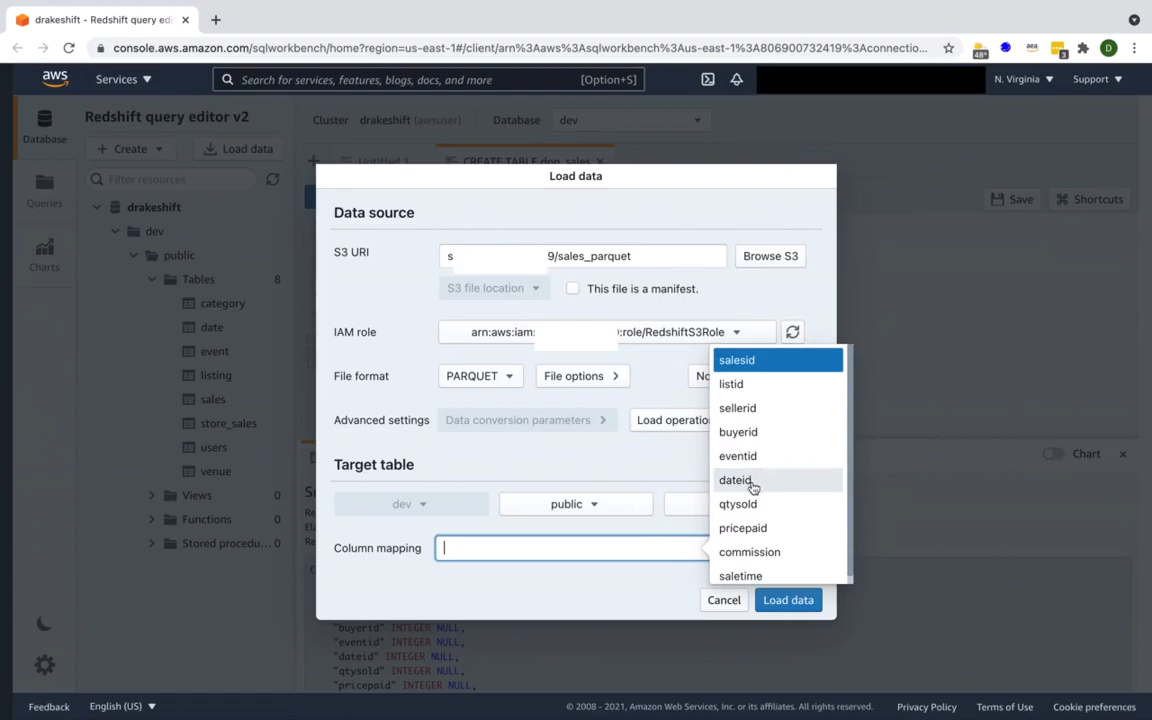 drakeshift - Redshift query edi
console.aws.amazon.com/sqlworkbench/home?region=us-east-1#/client/arn%3Aaws%3Asqlworkbench%3Aus-east-1%3A806900732419%3Aconnectio...
48*
aea
3
D
aws
Services
Search for services, features, blogs, docs, and more
[Option+S]
N. Virginia
Support
Database
Queries
Charts
Redshift query editor v2
Create
Load data
Filter resources
drakeshift
dev
public
Tables 8
category
date
event
listing
sales
store_sales
users
venue
Views 0
Functions 0
Stored procedu... 0
Cluster drakeshift (awsuser)
Database dev
Untitled 1
CREATE TABLE dop_sales
Save
Shortcuts
Chart
Load data
Data source
S3 URI
s 9/sales_parquet
Browse S3
S3 file location
This file is a manifest.
IAM role
arn:aws:iam: :role/RedshiftS3Role
File format
PARQUET
File options
No
Advanced settings
Data conversion parameters
Load operatio
Target table
dev
public
Column mapping
salesid
listid
sellerid
buyerid
eventid
dateid
qtysold
pricepaid
commission
saletime
Cancel
Load data
"buyerid" INTEGER NULL,
"eventid" INTEGER NULL,
"dateid" INTEGER NULL,
"qtysold" INTEGER NULL,
"pricepaid" INTEGER NULL,
Feedback
English (US)
© 2008 - 2021, Amazon Web Services, Inc. or its affiliates. All rights reserved.
Privacy Policy
Terms of Use
Cookie preferences